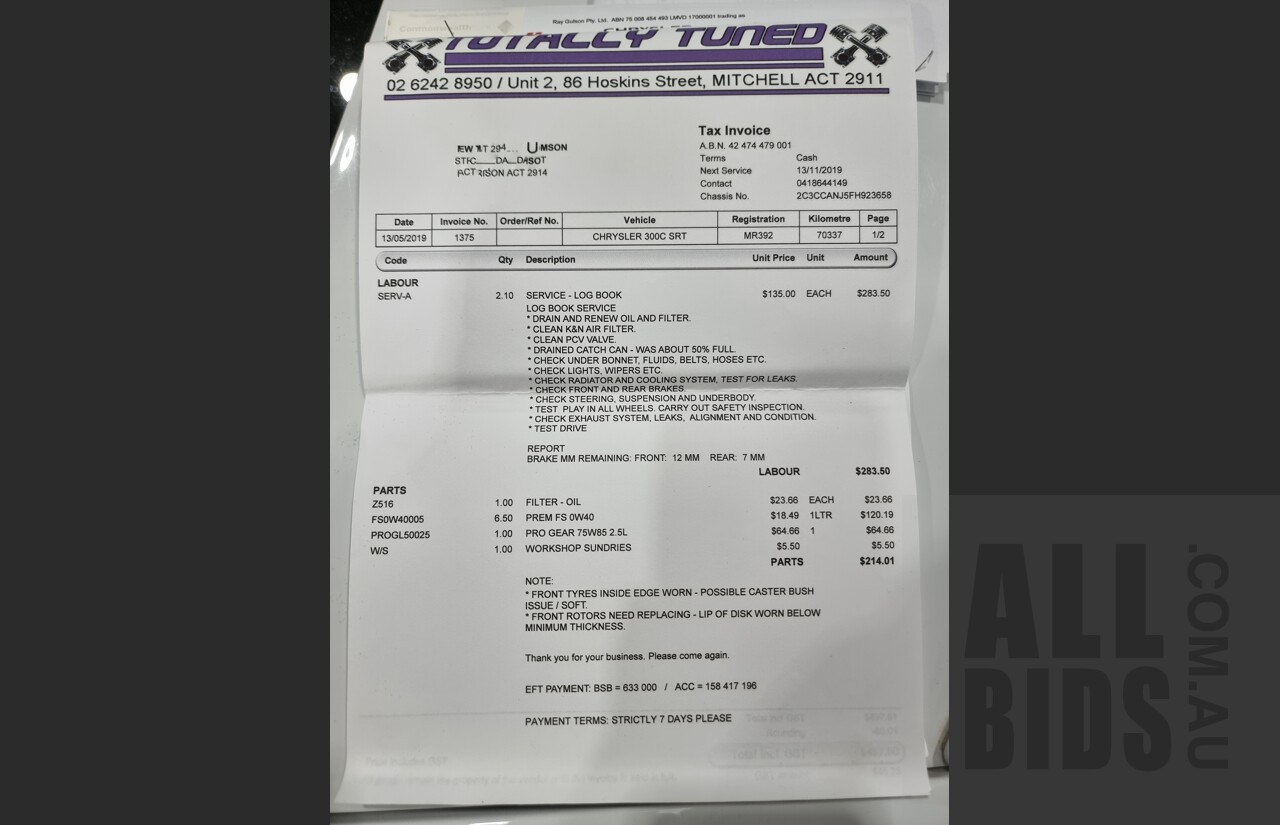 Ray Gulson Pty. Ltd. ABN 75 008 454 493 LMVD 17000001 trading as
TOTALLY TUNED
02 6242 8950 / Unit 2, 86 Hoskins Street, MITCHELL ACT 2911
Tax Invoice
A.B.N. 42 474 479 001
Terms Cash
Next Service 13/11/2019
Contact 0418644149
Chassis No. 2C3CCANJ5FH923658
ACT 2914
Date Invoice No. Order/Ref No. Vehicle Registration Kilometre Page
13/05/2019 1375 CHRYSLER 300C SRT MR392 70337 1/2
Code Qty Description Unit Price Unit Amount
LABOUR
SERV-A 2.10 SERVICE - LOG BOOK $135.00 EACH $283.50
LOG BOOK SERVICE
* DRAIN AND RENEW OIL AND FILTER.
* CLEAN K&N AIR FILTER.
* CLEAN PCV VALVE.
* DRAINED CATCH CAN - WAS ABOUT 50% FULL.
* CHECK UNDER BONNET, FLUIDS, BELTS, HOSES ETC.
* CHECK LIGHTS, WIPERS ETC.
* CHECK RADIATOR AND COOLING SYSTEM, TEST FOR LEAKS.
* CHECK FRONT AND REAR BRAKES
* CHECK STEERING, SUSPENSION AND UNDERBODY.
* TEST PLAY IN ALL WHEELS. CARRY OUT SAFETY INSPECTION.
* CHECK EXHAUST SYSTEM, LEAKS, ALIGNMENT AND CONDITION.
* TEST DRIVE
REPORT
BRAKE MM REMAINING: FRONT: 12 MM REAR: 7 MM
LABOUR $283.50
PARTS
Z516 1.00 FILTER - OIL $23.66 EACH $23.66
FS0W40005 6.50 PREM FS 0W40 $18.49 1LTR $120.19
PROGL50025 1.00 PRO GEAR 75W85 2.5L $64.66 1 $64.66
W/S 1.00 WORKSHOP SUNDRIES $5.50 $5.50
PARTS $214.01
NOTE:
* FRONT TYRES INSIDE EDGE WORN - POSSIBLE CASTER BUSH
ISSUE / SOFT.
* FRONT ROTORS NEED REPLACING - LIP OF DISK WORN BELOW
MINIMUM THICKNESS.
Thank you for your business. Please come again.
EFT PAYMENT: BSB = 633 000 / ACC = 158 417 196
PAYMENT TERMS: STRICTLY 7 DAYS PLEASE
ALL
BIDS
.COM.AU